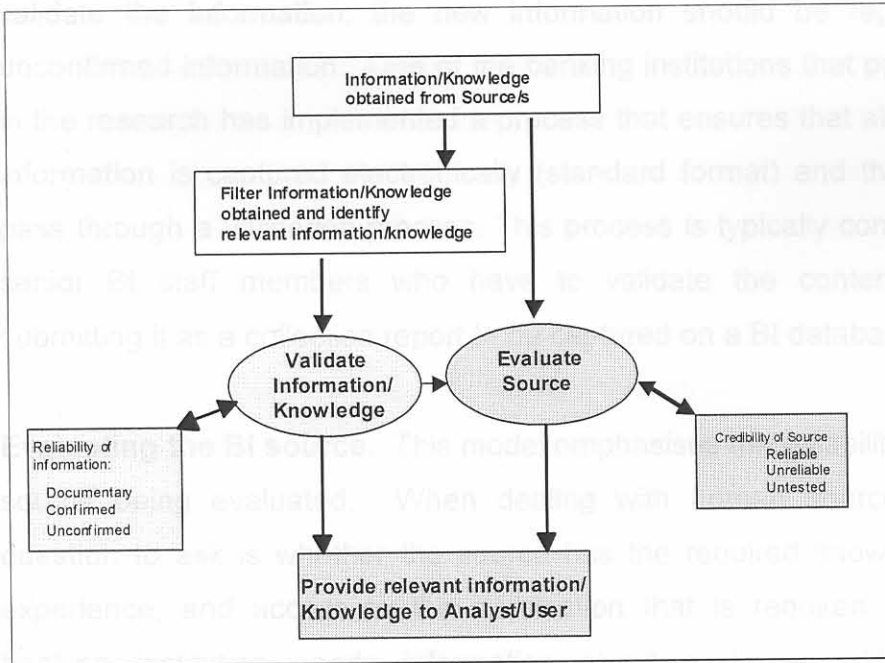 validate the information, the new information should be
unconfirmed information. of the banking institutions that
in the research has implemented a process that ensures that
information is captured electronically (standard format) and
pass through a This process is typically
senior BI staff members who have to validate the
submitting it as a collection report captured on a BI
Evaluating the BI source. This model emphasises
being evaluated. When dealing with
question to ask is whether the has the required
experience, and that is required
Information/Knowledge
obtained from Source/s
Filter Information/Knowledge
obtained and identify
relevant information/knowledge
Validate
Information/
Knowledge
Evaluate
Source
Reliability of
information:
Documentary
Confirmed
Unconfirmed
Credibility of Source
Reliable
Unreliable
Untested
Provide relevant information/
Knowledge to Analyst/User